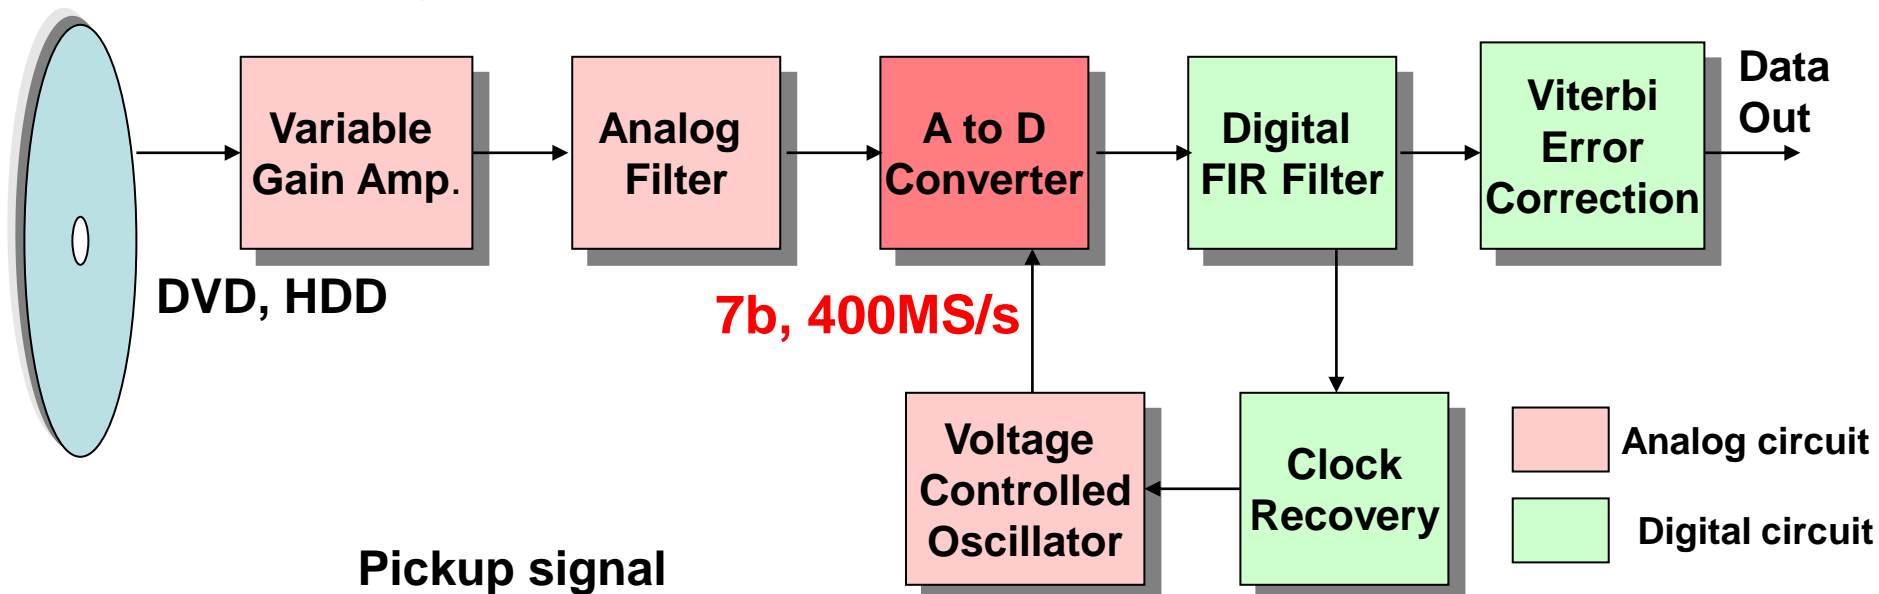 Variable
Gain Amp.
Analog
Filter
A to D
Converter
Digital
FIR Filter
Viterbi
Error
Correction
Data
Out
DVD, HDD
7b, 400MS/s
Voltage
Controlled
Oscillator
Clock
Recovery
Analog circuit
Digital circuit
Pickup signal